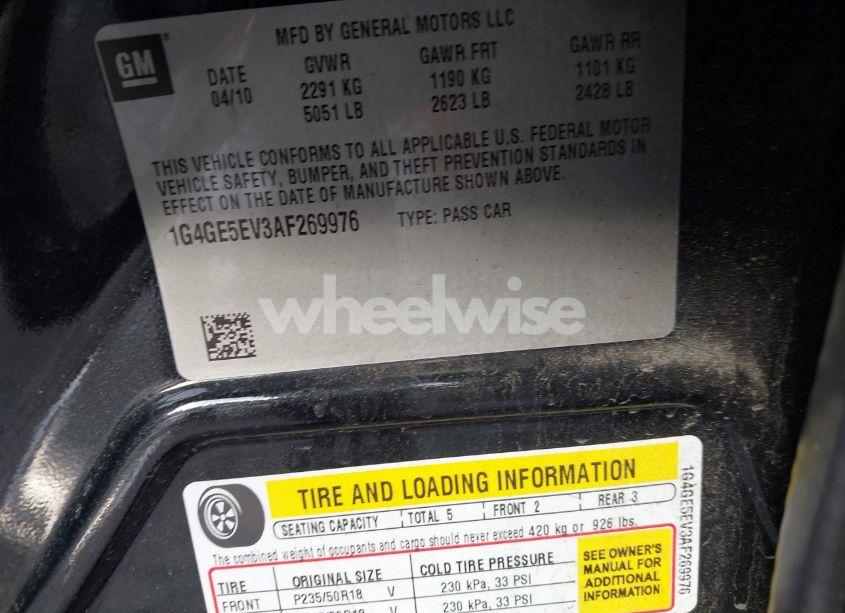 MFD BY GENERAL MOTORS LLC
GM
DATE GVWR GAWR FRT GAWR RR
04/10 2291 KG 1190 KG 1101 KG
5051 LB 2623 LB 2428 LB
THIS VEHICLE CONFORMS TO ALL APPLICABLE U.S. FEDERAL MOTOR
VEHICLE SAFETY, BUMPER, AND THEFT PREVENTION STANDARDS IN
EFFECT ON THE DATE OF MANUFACTURE SHOWN ABOVE.
1G4GE5EV3AF269976 TYPE: PASS CAR
wheelwise
TIRE AND LOADING INFORMATION
SEATING CAPACITY TOTAL 5 FRONT 2 REAR 3
The combined weight of occupants and cargo should never exceed 420 kg or 926 lbs.
TIRE ORIGINAL SIZE COLD TIRE PRESSURE
FRONT P235/50R18 V 230 kPa, 33 PSI
V 230 kPa, 33 PSI
SEE OWNER'S
MANUAL FOR
ADDITIONAL
INFORMATION
1G4GE5EV3AF269976